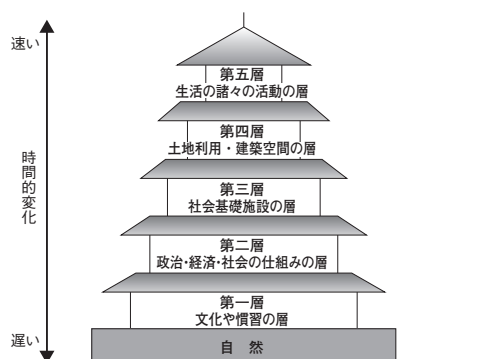 速い
第五層
生活の諸々の活動の層
第四層
土地利用・建築空間の層
時間的変化
第三層
社会基礎施設の層
第二層
政治・経済・社会の仕組みの層
第一層
文化や慣習の層
遅い
自　然